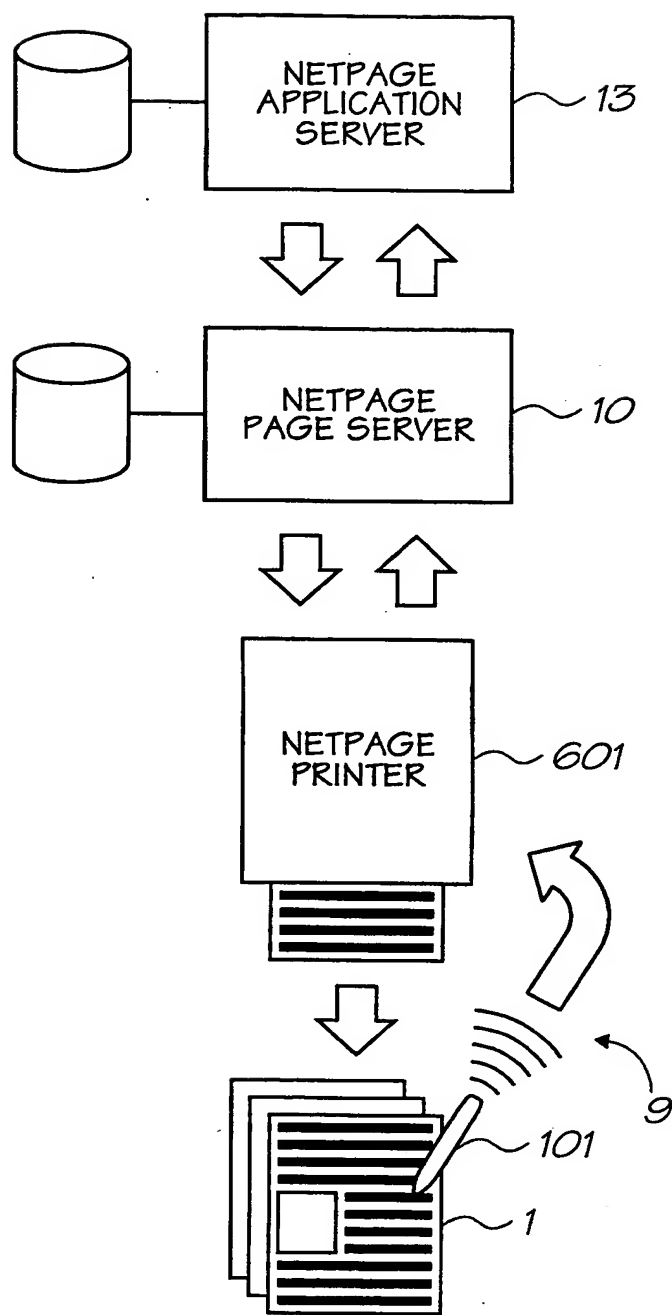 NETPAGE
APPLICATION
SERVER
13
NETPAGE
PAGE SERVER
10
NETPAGE
PRINTER
601
9
101
1